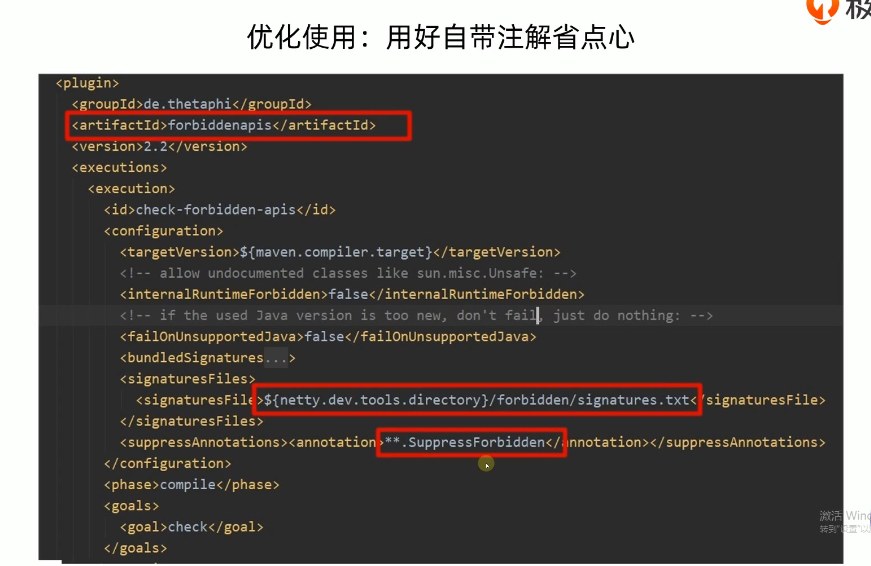 极
优化使用：用好自带注解省点心
<plugin>
<groupId>de.thetaphi</groupId>
<artifactId>forbiddenapis</artifactId>
<version>2.2</version>
<executions>
<execution>
<id>check-forbidden-apis</id>
<configuration>
<targetVersion>${maven.compiler.target}</targetVersion>
<!-- allow undocumented classes like sun.misc.Unsafe: -->
<internalRuntimeForbidden>false</internalRuntimeForbidden>
<!-- if the used Java version is too new, don't fail, just do nothing: -->
<failOnUnsupportedJava>false</failOnUnsupportedJava>
<bundledSignatures...>
<signaturesFiles>
<signaturesFile>${netty.dev.tools.directory}/forbidden/signatures.txt</signaturesFile>
</signaturesFiles>
<suppressAnnotations><annotation>**.SuppressForbidden</annotation></suppressAnnotations>
</configuration>
<phase>compile</phase>
<goals>
<goal>check</goal>
</goals>
激活 Wind
转到"设置"以